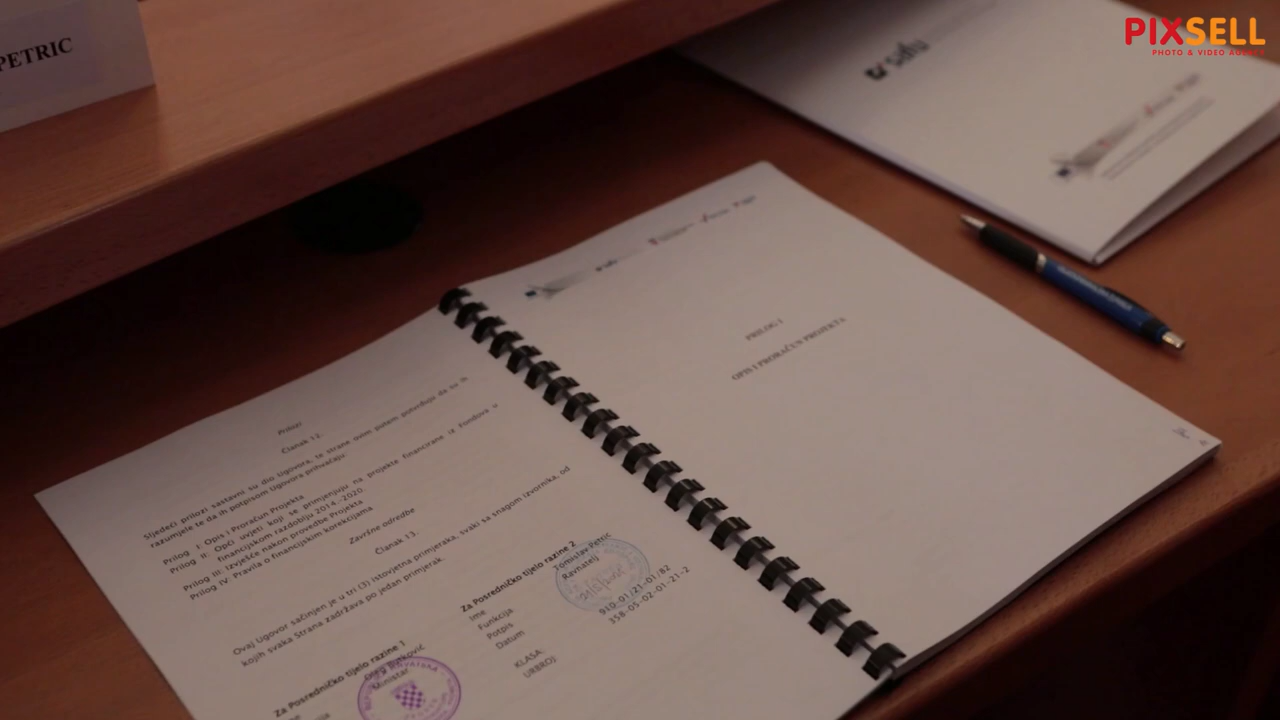 PETRIC
PIXSELL
PHOTO & VIDEO AGENCY
safu
PRILOG I
OPIS I PRORAČUN PROJEKTA
Prilozi
Članak 12.
Sljedeći prilozi sastavni su dio Ugovora, te strane ovim putem potvrđuju da su ih
razumjele te da ih potpisom Ugovora prihvaćaju:
Prilog I: Opis i Proračun Projekta
Prilog II: Opći uvjeti koji se primjenjuju na projekte financirane iz fondova u
financijskom razdoblju 2014.-2020.
Prilog III: Izvješće nakon provedbe Projekta
Prilog IV Pravila o financijskim korekcijama
Završne odredbe
Članak 13.
Ovaj Ugovor sačinjen je u tri (3) istovjetna primjeraka, svaki sa snagom izvornika, od
kojih svaka Strana zadržava po jedan primjerak.
Za Posredničko tijelo razine 1
Ministar
Za Posredničko tijelo razine 2
Ime Tomislav Petric
Funkcija Ravnatelj
Potpis
Datum
KLASA: 910-01/21-01/82
URBROJ: 358-05-02-01-21-2